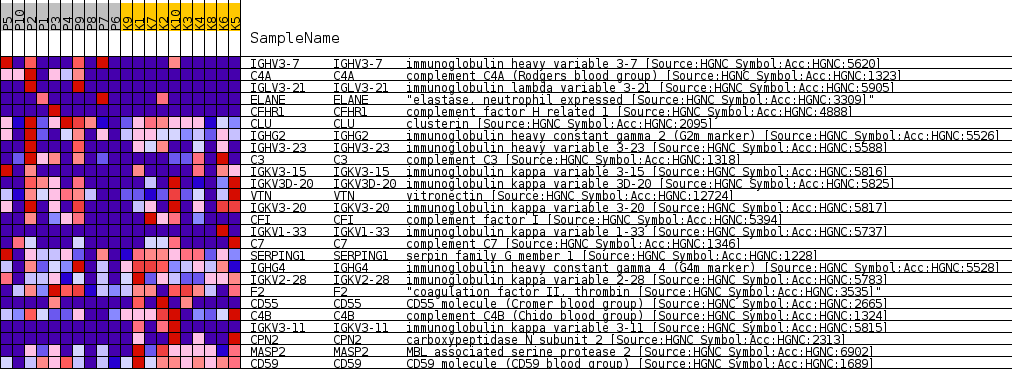 P5 P10 P2 P1 P3 P4 P9 P8 P7 P6 K9 K1 K7 K2 K10 K3 K4 K8 K6 K5
SampleName
IGHV3-7 IGHV3-7 immunoglobulin heavy variable 3-7 [Source:HGNC Symbol;Acc:HGNC:5620]
C4A C4A complement C4A (Rodgers blood group) [Source:HGNC Symbol;Acc:HGNC:1323]
IGLV3-21 IGLV3-21 immunoglobulin lambda variable 3-21 [Source:HGNC Symbol;Acc:HGNC:5905]
ELANE ELANE "elastase, neutrophil expressed [Source:HGNC Symbol;Acc:HGNC:3309]"
CFHR1 CFHR1 complement factor H related 1 [Source:HGNC Symbol;Acc:HGNC:4888]
CLU CLU clusterin [Source:HGNC Symbol;Acc:HGNC:2095]
IGHG2 IGHG2 immunoglobulin heavy constant gamma 2 (G2m marker) [Source:HGNC Symbol;Acc:HGNC:5526]
IGHV3-23 IGHV3-23 immunoglobulin heavy variable 3-23 [Source:HGNC Symbol;Acc:HGNC:5588]
C3 C3 complement C3 [Source:HGNC Symbol;Acc:HGNC:1318]
IGKV3-15 IGKV3-15 immunoglobulin kappa variable 3-15 [Source:HGNC Symbol;Acc:HGNC:5816]
IGKV3D-20 IGKV3D-20 immunoglobulin kappa variable 3D-20 [Source:HGNC Symbol;Acc:HGNC:5825]
VTN VTN vitronectin [Source:HGNC Symbol;Acc:HGNC:12724]
IGKV3-20 IGKV3-20 immunoglobulin kappa variable 3-20 [Source:HGNC Symbol;Acc:HGNC:5817]
CFI CFI complement factor I [Source:HGNC Symbol;Acc:HGNC:5394]
IGKV1-33 IGKV1-33 immunoglobulin kappa variable 1-33 [Source:HGNC Symbol;Acc:HGNC:5737]
C7 C7 complement C7 [Source:HGNC Symbol;Acc:HGNC:1346]
SERPING1 SERPING1 serpin family G member 1 [Source:HGNC Symbol;Acc:HGNC:1228]
IGHG4 IGHG4 immunoglobulin heavy constant gamma 4 (G4m marker) [Source:HGNC Symbol;Acc:HGNC:5528]
IGKV2-28 IGKV2-28 immunoglobulin kappa variable 2-28 [Source:HGNC Symbol;Acc:HGNC:5783]
F2 F2 "coagulation factor II, thrombin [Source:HGNC Symbol;Acc:HGNC:3535]"
CD55 CD55 CD55 molecule (Cromer blood group) [Source:HGNC Symbol;Acc:HGNC:2665]
C4B C4B complement C4B (Chido blood group) [Source:HGNC Symbol;Acc:HGNC:1324]
IGKV3-11 IGKV3-11 immunoglobulin kappa variable 3-11 [Source:HGNC Symbol;Acc:HGNC:5815]
CPN2 CPN2 carboxypeptidase N subunit 2 [Source:HGNC Symbol;Acc:HGNC:2313]
MASP2 MASP2 MBL associated serine protease 2 [Source:HGNC Symbol;Acc:HGNC:6902]
CD59 CD59 CD59 molecule (CD59 blood group) [Source:HGNC Symbol;Acc:HGNC:1689]